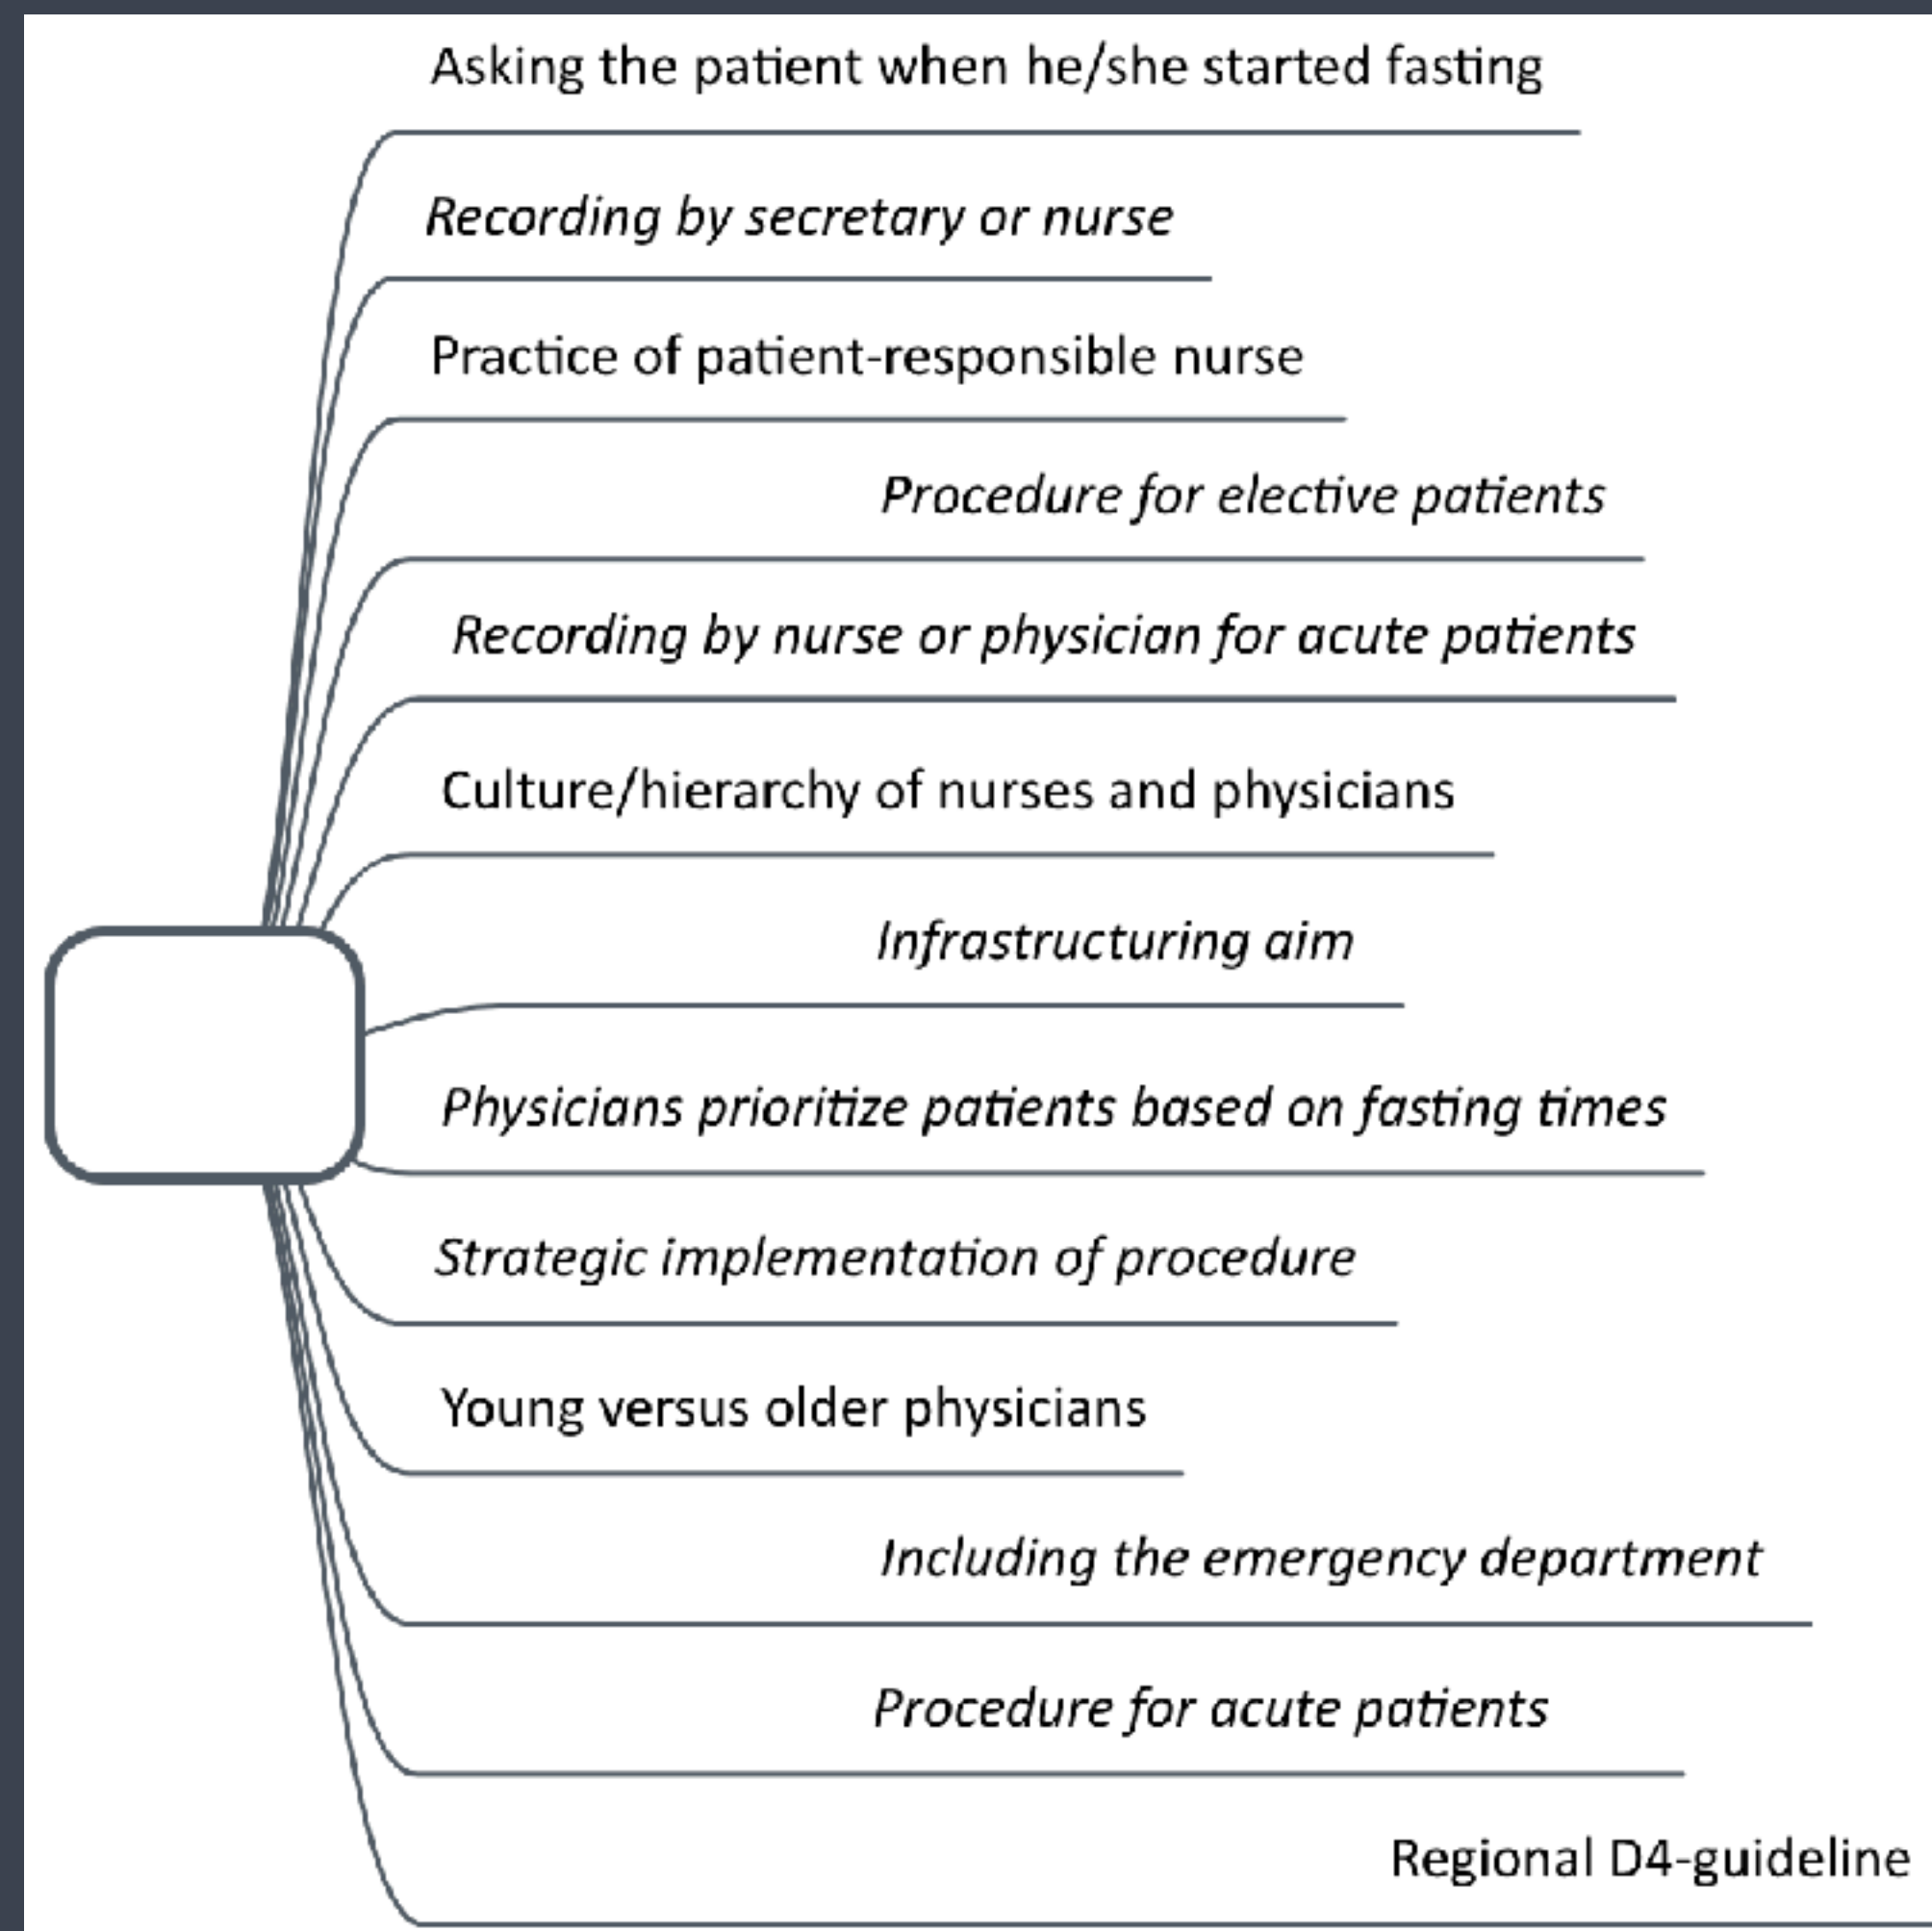 Asking the patient when he/she started fasting
Recording by secretary or nurse
Practice of patient-responsible nurse
Procedure for elective patients
Recording by nurse or physician for acute patients
Culture/hierarchy of nurses and physicians
Infrastructuring aim
Physicians prioritize patients based on fasting times
Strategic implementation of procedure
Young versus older physicians
Including the emergency department
Procedure for acute patients
Regional D4-guideline